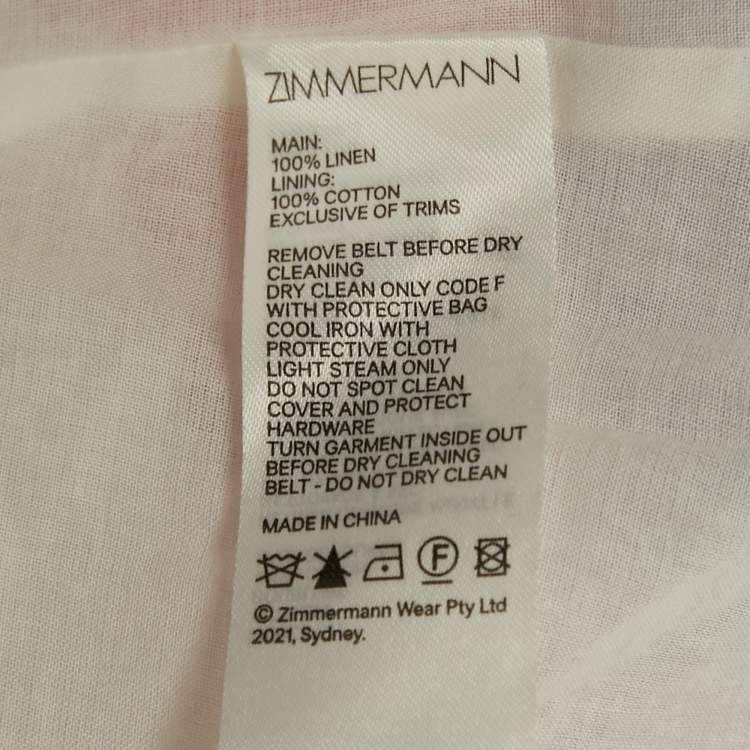 ZIMMERMANN
MAIN:
100% LINEN
LINING:
100% COTTON
EXCLUSIVE OF TRIMS
REMOVE BELT BEFORE DRY
CLEANING
DRY CLEAN ONLY CODE F
WITH PROTECTIVE BAG
COOL IRON WITH
PROTECTIVE CLOTH
LIGHT STEAM ONLY
DO NOT SPOT CLEAN
COVER AND PROTECT
HARDWARE
TURN GARMENT INSIDE OUT
BEFORE DRY CLEANING
BELT - DO NOT DRY CLEAN
MADE IN CHINA
F
© Zimmermann Wear Pty Ltd
2021, Sydney.